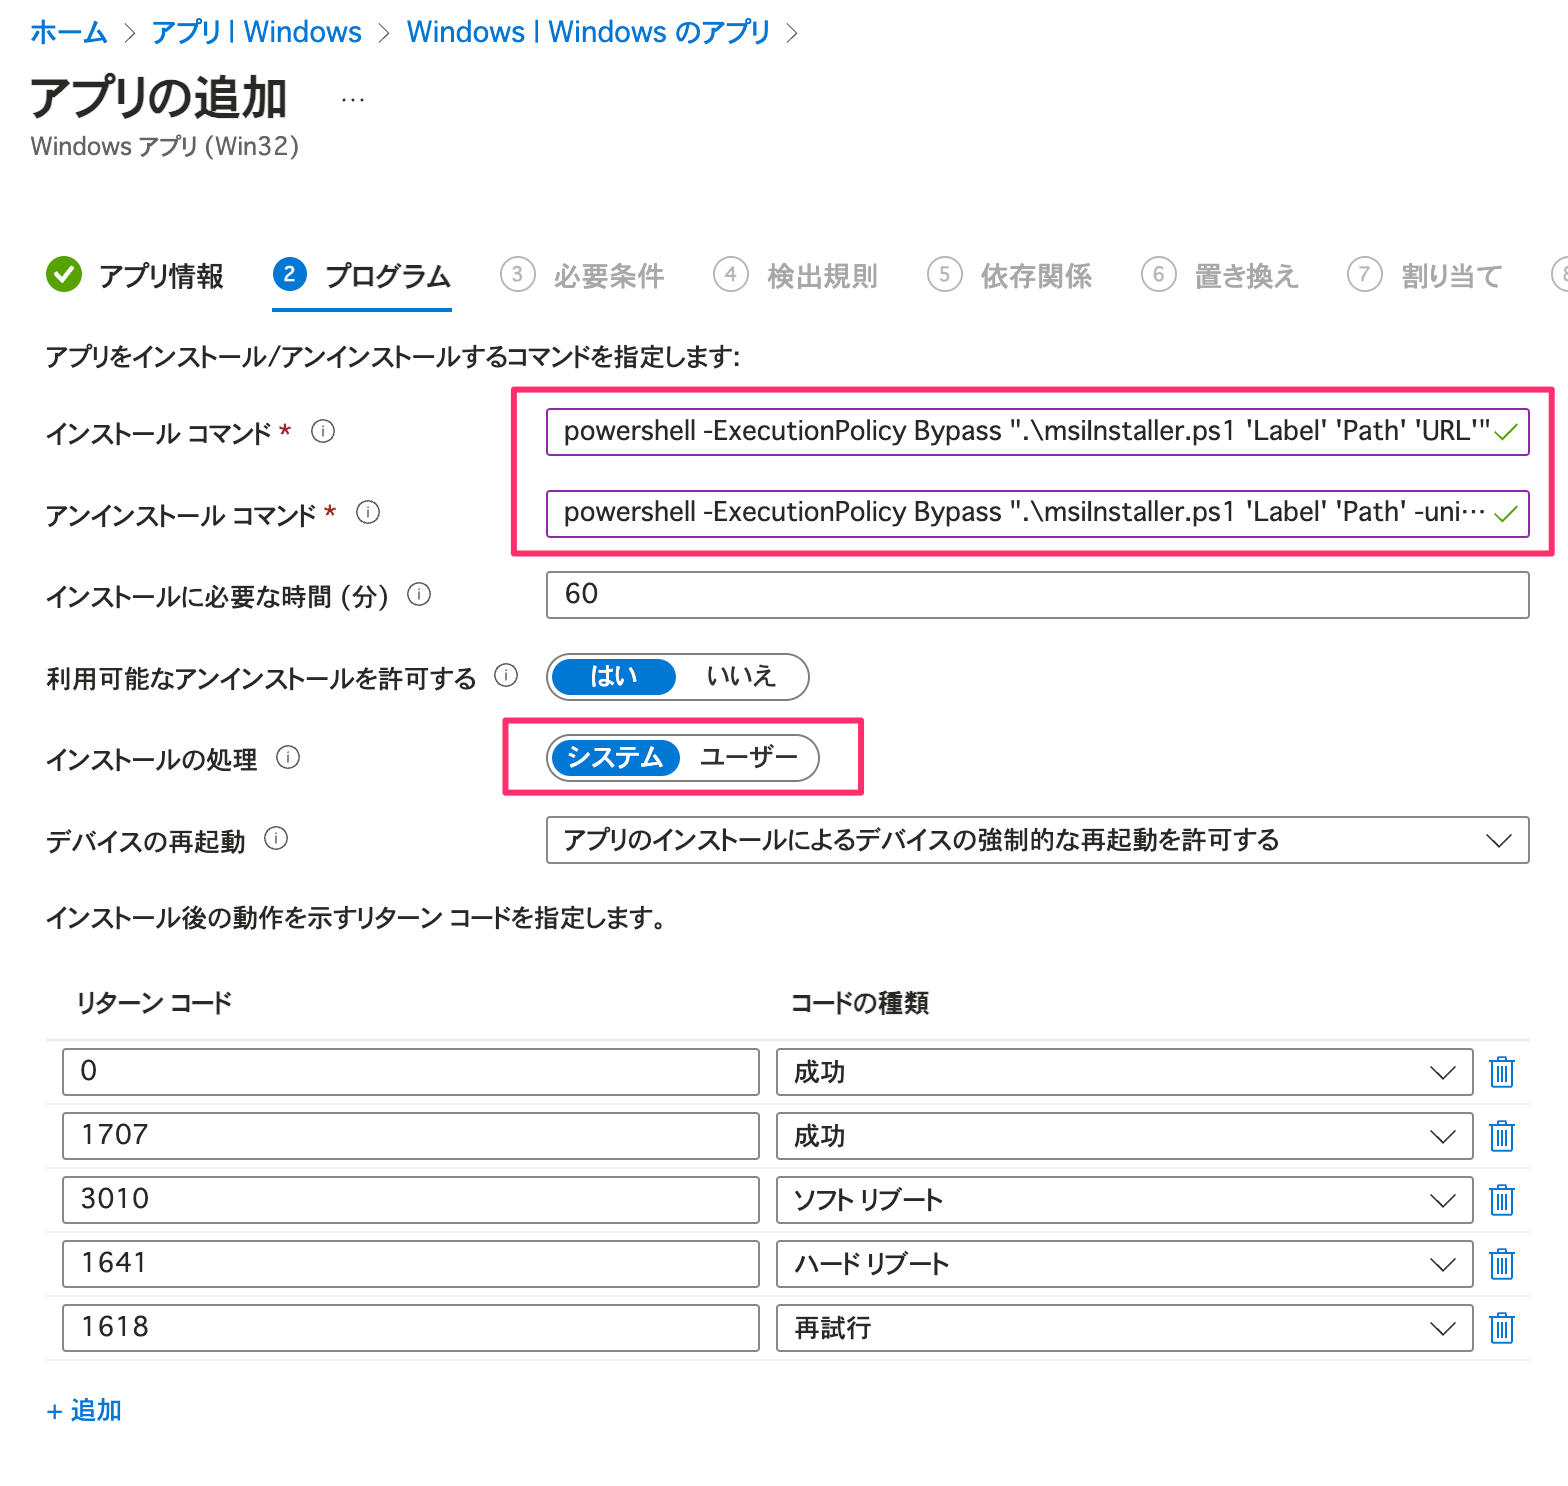 ホーム > アプリ | Windows > Windows | Windows のアプリ >
アプリの追加 …
Windows アプリ (Win32)
アプリ情報 2 プログラム 3 必要条件 4 検出規則 5 依存関係 6 置き換え 7 割り当て
アプリをインストール/アンインストールするコマンドを指定します:
インストール コマンド * powershell -ExecutionPolicy Bypass ".\msiInstaller.ps1 'Label' 'Path' 'URL'"
アンインストール コマンド * powershell -ExecutionPolicy Bypass ".\msiInstaller.ps1 'Label' 'Path' -uni…
インストールに必要な時間 (分) 60
利用可能なアンインストールを許可する はい いいえ
インストールの処理 システム ユーザー
デバイスの再起動 アプリのインストールによるデバイスの強制的な再起動を許可する
インストール後の動作を示すリターン コードを指定します。
リターン コード コードの種類
0 成功
1707 成功
3010 ソフト リブート
1641 ハード リブート
1618 再試行
+ 追加